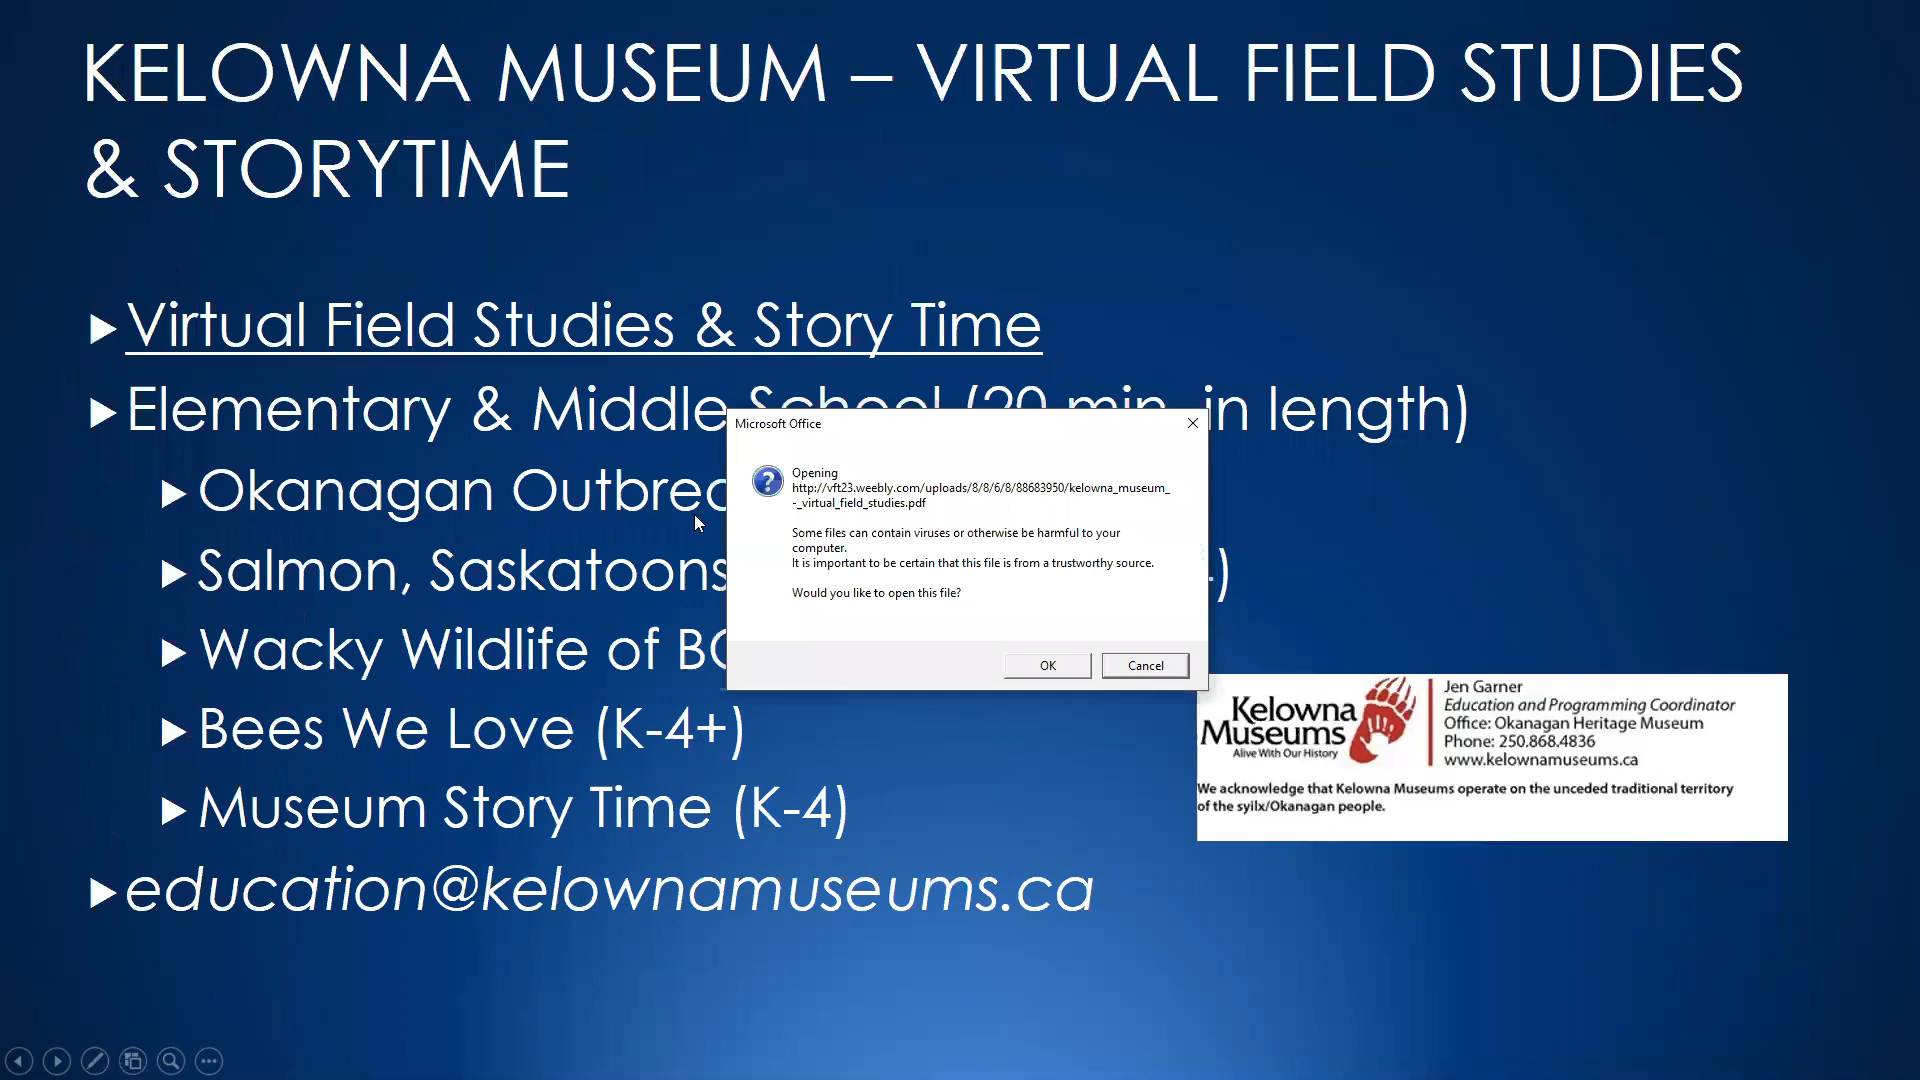 KELOWNA MUSEUM – VIRTUAL FIELD STUDIES
& STORYTIME
Virtual Field Studies & Story Time
Elementary & Middle School (20 min. in length)
Okanagan
Salmon, Saskatoons
Wacky Wildlife of
Bees We Love (K-4+)
Museum Story Time (K-4)
education@kelownamuseums.ca
Microsoft Office
Opening
http://vft23.weebly.com/uploads/8/8/6/8/88683950/kelowna_museum_
-_virtual_field_studies.pdf
Some files can contain viruses or otherwise be harmful to your
computer.
It is important to be certain that this file is from a trustworthy source.
Would you like to open this file?
OK
Cancel
Kelowna
Museums
Alive With Our History
Jen Garner
Education and Programming Coordinator
Office: Okanagan Heritage Museum
Phone: 250.868.4836
www.kelownamuseums.ca
We acknowledge that Kelowna Museums operate on the unceded traditional territory
of the syilx/Okanagan people.